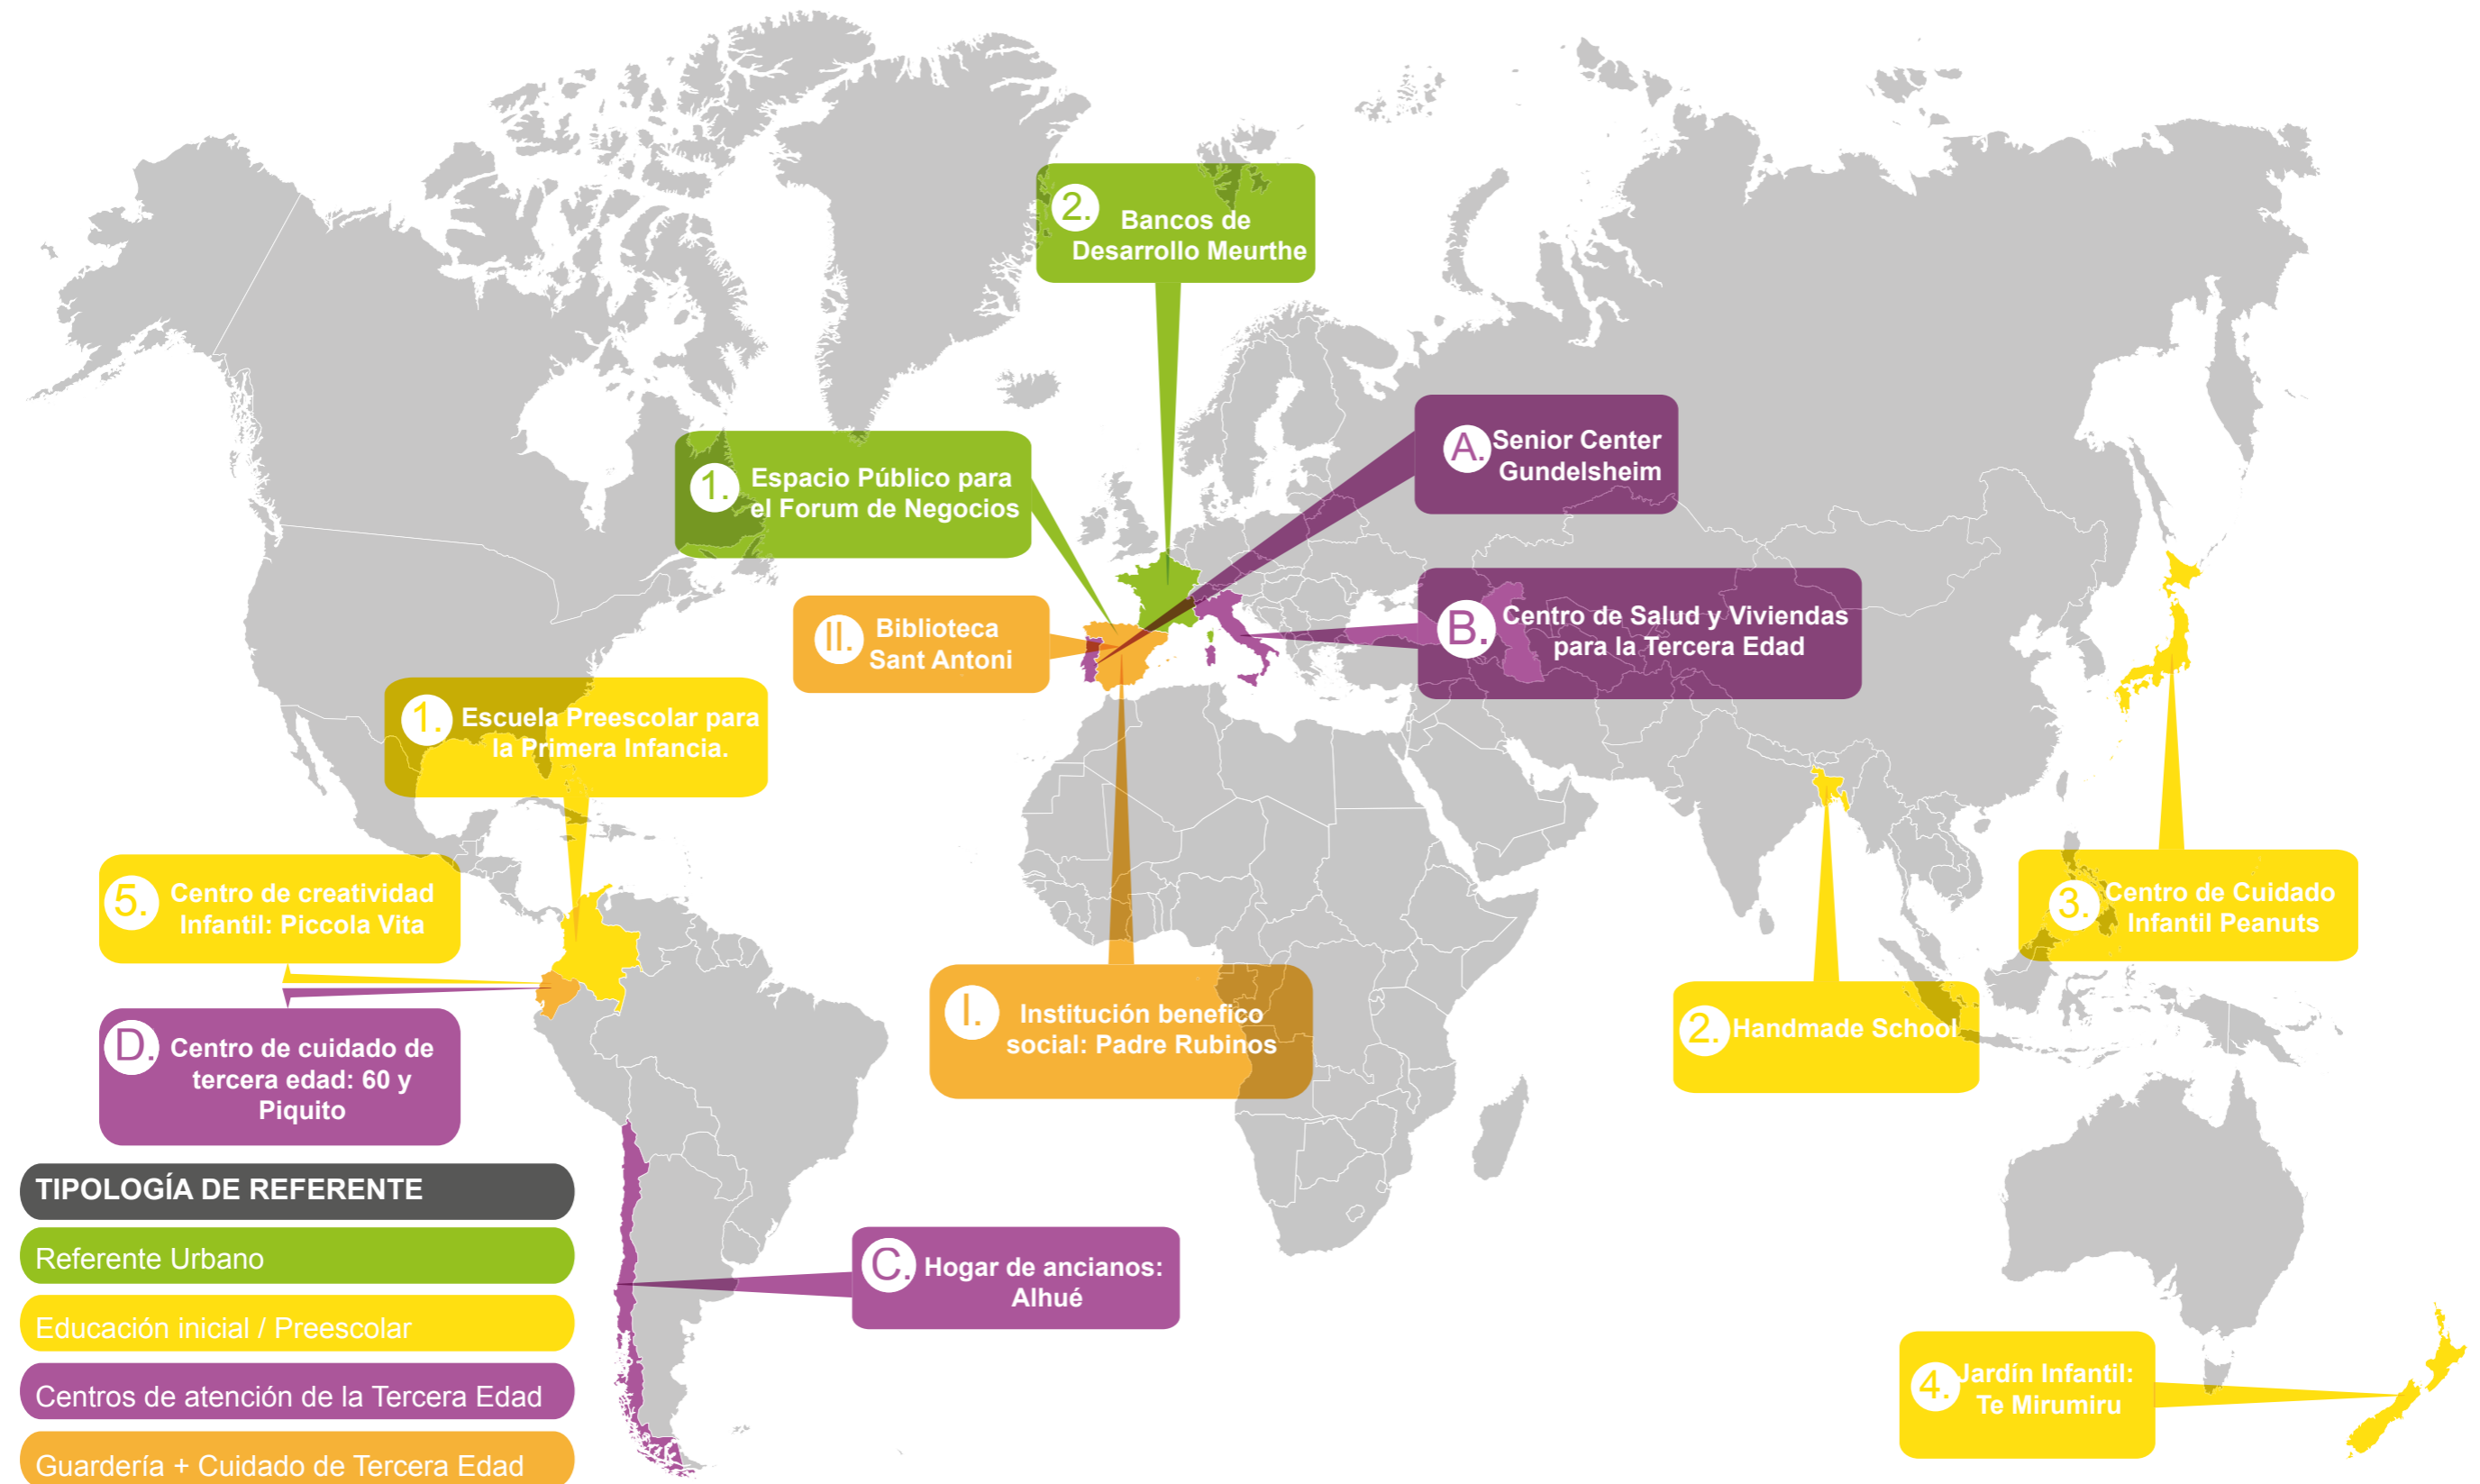 2.
Bancos de
Desarrollo Meurthe
A.
Senior Center
Gundelsheim
1.
Espacio Público para
el Forum de Negocios
B.
Centro de Salud y Viviendas
para la Tercera Edad
II.
Biblioteca
Sant Antoni
1.
Escuela Preescolar para
la Primera Infancia.
5.
Centro de creatividad
Infantil: Piccola Vita
3.
Centro de Cuidado
Infantil Peanuts
D.
Centro de cuidado de
tercera edad: 60 y
Piquito
I.
Institución benefico
social: Padre Rubinos
2.
Handmade School
C.
Hogar de ancianos:
Alhué
4.
Jardín Infantil:
Te Mirumiru
TIPOLOGÍA DE REFERENTE
Referente Urbano
Educación inicial / Preescolar
Centros de atención de la Tercera Edad
Guardería + Cuidado de Tercera Edad